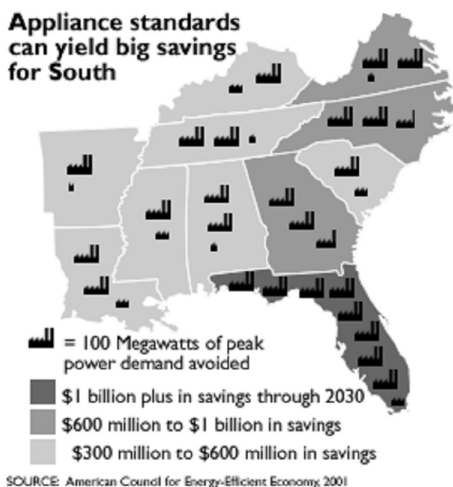 Appliance standards
can yield big savings
for South
= 100 Megawatts of peak
power demand avoided
$1 billion plus in savings through 2030
$600 million to $1 billion in savings
$300 million to $600 million in savings
SOURCE: American Council for Energy-Efficient Economy, 2001